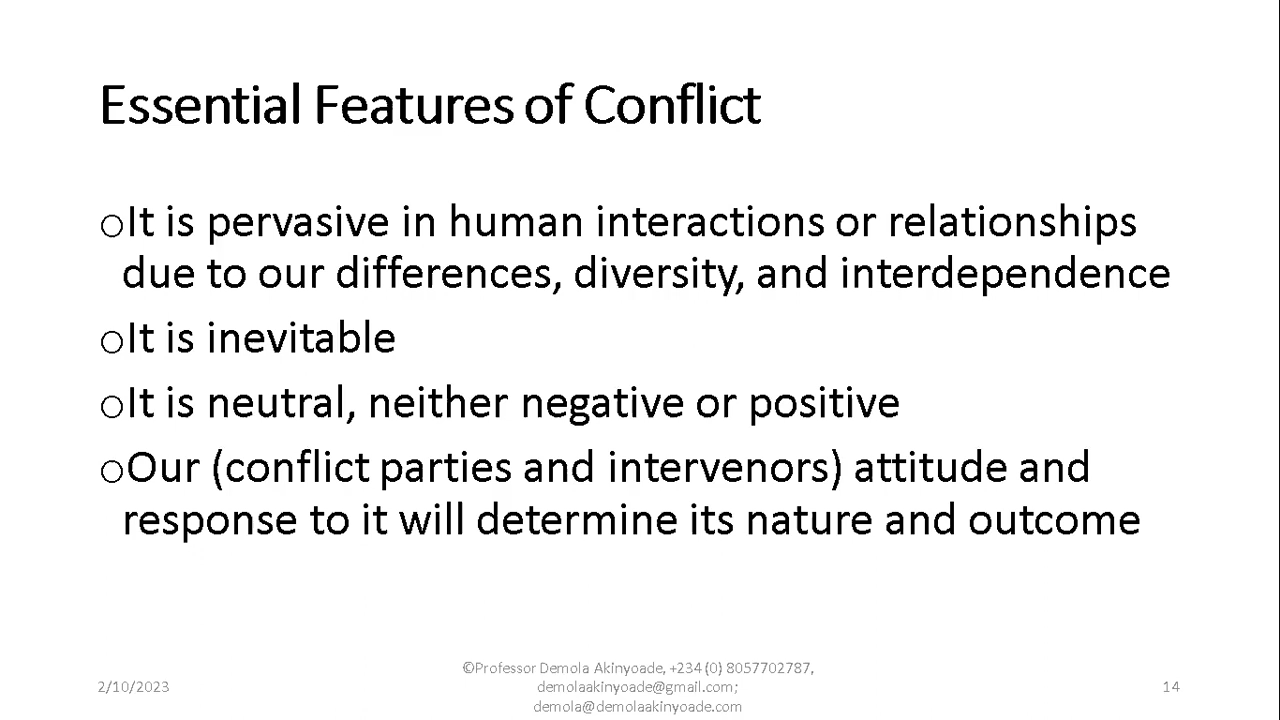 Essential Features of Conflict
oIt is pervasive in human interactions or relationships
due to our differences, diversity, and interdependence
oIt is inevitable
oIt is neutral, neither negative or positive
oOur (conflict parties and intervenors) attitude and
response to it will determine its nature and outcome
2/10/2023
©Professor Demola Akinyoade, +234 (0) 8057702787,
demolaakinyoade@gmail.com;
demola@demolaakinyoade.com
14